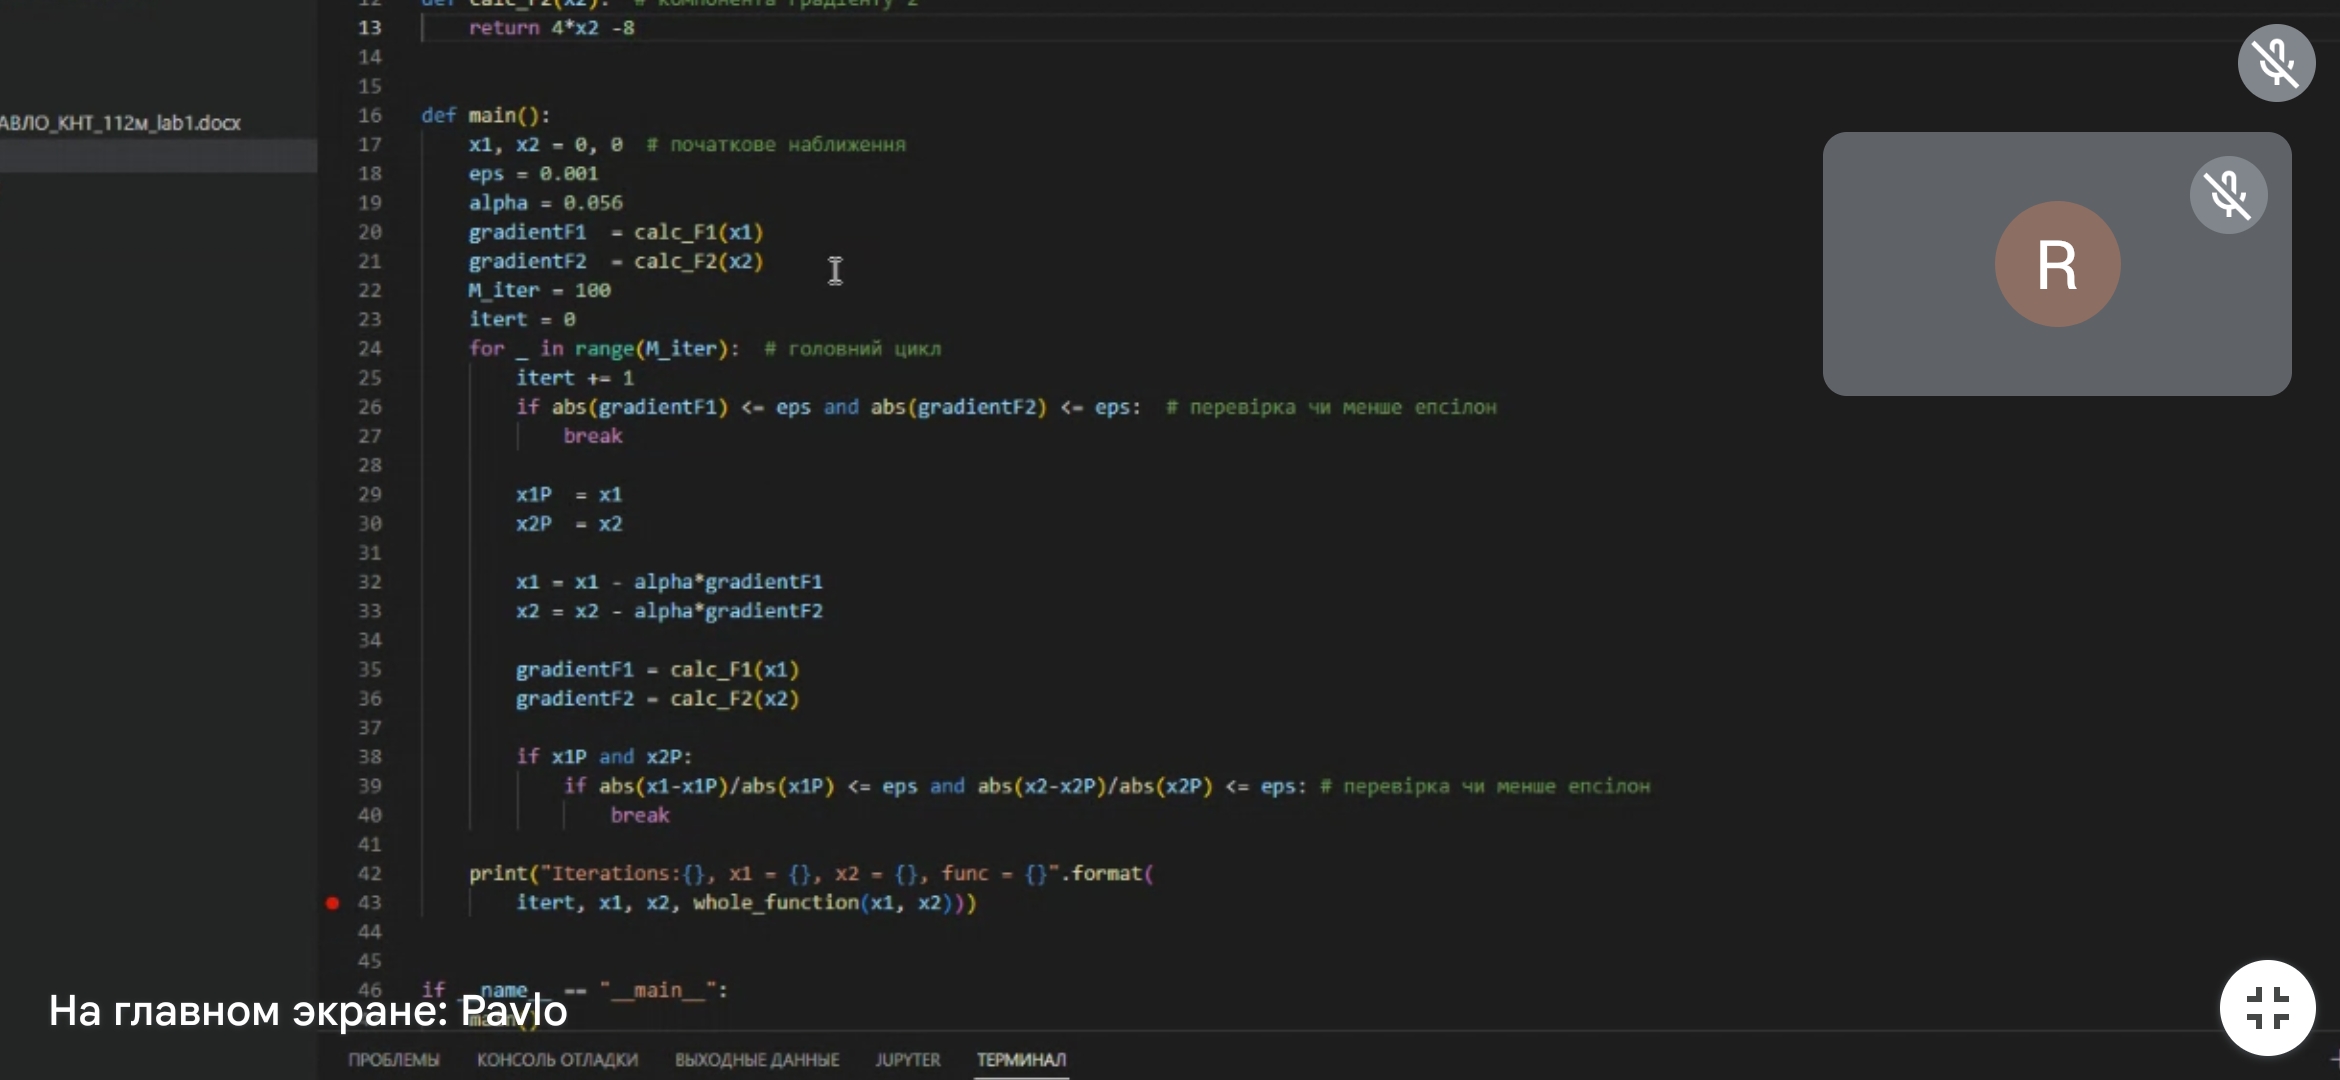 12 def calc_F2(x2): # компонента градієнту 2
13 return 4*x2 -8
14
15
АВЛО_КНТ_112м_lab1.docx
16 def main():
17 x1, x2 = 0, 0 # початкове наближення
18 eps = 0.001
19 alpha = 0.056
20 gradientF1 = calc_F1(x1)
21 gradientF2 = calc_F2(x2)
22 M_iter = 100
23 itert = 0
24 for _ in range(M_iter): # головний цикл
25 itert += 1
26 if abs(gradientF1) <= eps and abs(gradientF2) <= eps: # перевірка чи менше епсілон
27 break
28
29 x1P = x1
30 x2P = x2
31
32 x1 = x1 - alpha*gradientF1
33 x2 = x2 - alpha*gradientF2
34
35 gradientF1 = calc_F1(x1)
36 gradientF2 = calc_F2(x2)
37
38 if x1P and x2P:
39 if abs(x1-x1P)/abs(x1P) <= eps and abs(x2-x2P)/abs(x2P) <= eps: # перевірка чи менше епсілон
40 break
41
42 print("Iterations:{}, x1 = {}, x2 = {}, func = {}".format(
43 itert, x1, x2, whole_function(x1, x2)))
44
45
46 if __name__ == "__main__":
main()
R
На главном экране: Pavlo
ПРОБЛЕМЫ КОНСОЛЬ ОТЛАДКИ ВЫХОДНЫЕ ДАННЫЕ JUPYTER ТЕРМИНАЛ